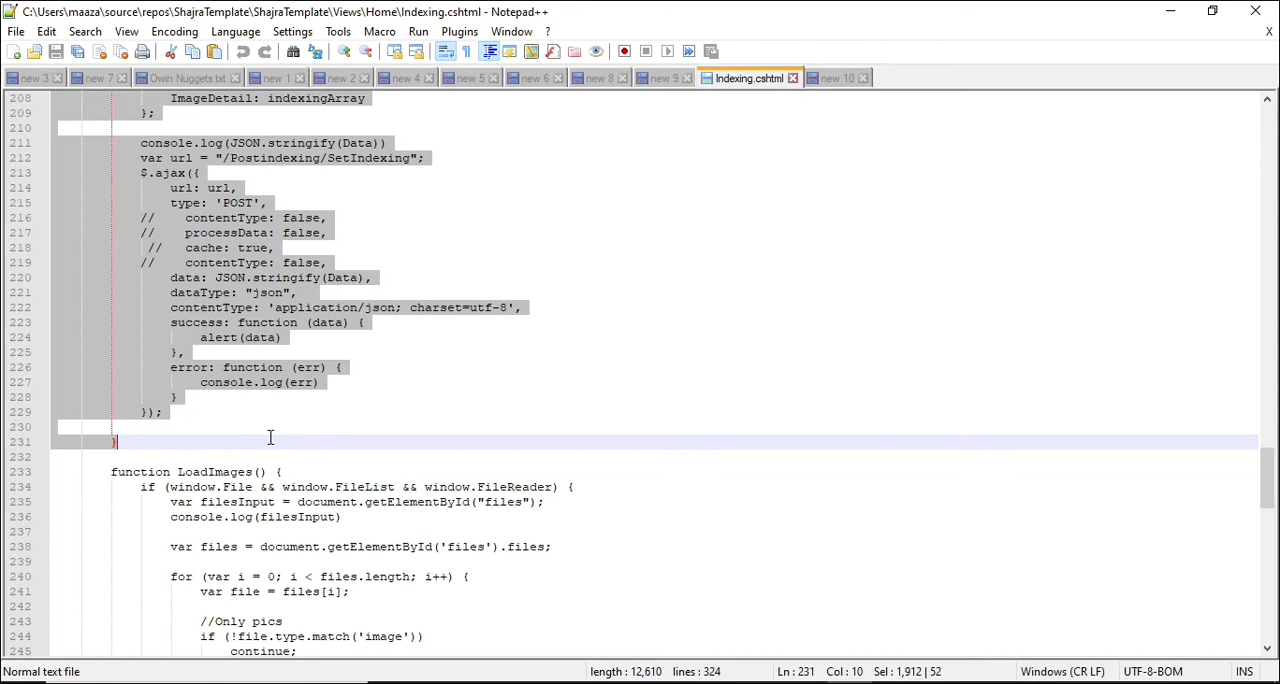 C:\Users\maaza\source\repos\ShajraTemplate\ShajraTemplate\Views\Home\Indexing.cshtml - Notepad++
File Edit Search View Encoding Language Settings Tools Macro Run Plugins Window ? X
new 3 new 7 Own Nuggets.txt new 1 new 2 new 4 new 5 new 6 new 8 new 9 Indexing.cshtml new 10
208 ImageDetail: indexingArray
209 };
210
211 console.log(JSON.stringify(Data))
212 var url = "/Postindexing/SetIndexing";
213 $.ajax({
214 url: url,
215 type: 'POST',
216 // contentType: false,
217 // processData: false,
218 // cache: true,
219 // contentType: false,
220 data: JSON.stringify(Data),
221 dataType: "json",
222 contentType: 'application/json; charset=utf-8',
223 success: function (data) {
224 alert(data)
225 },
226 error: function (err) {
227 console.log(err)
228 }
229 });
230
231 }
232
233 function LoadImages() {
234 if (window.File && window.FileList && window.FileReader) {
235 var filesInput = document.getElementById("files");
236 console.log(filesInput)
237
238 var files = document.getElementById('files').files;
239
240 for (var i = 0; i < files.length; i++) {
241 var file = files[i];
242
243 //Only pics
244 if (!file.type.match('image'))
245 continue;
Normal text file length : 12,610 lines : 324 Ln : 231 Col : 10 Sel : 1,912 | 52 Windows (CR LF) UTF-8-BOM INS